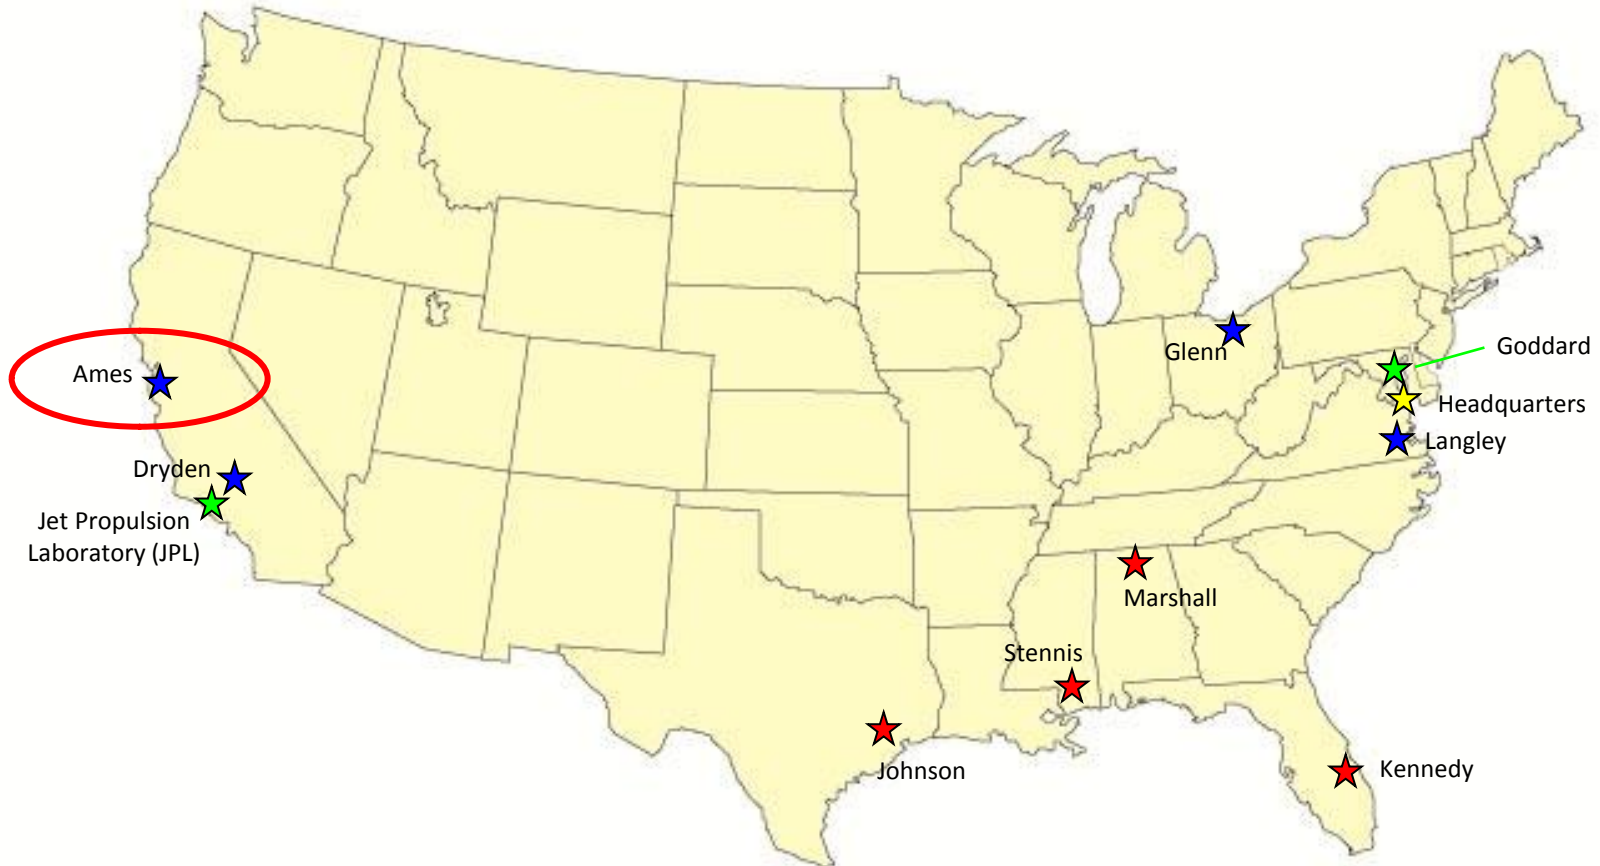 Goddard
Glenn
Ames
Headquarters
Langley
Dryden
Jet Propulsion
Laboratory (JPL)
Marshall
Stennis
Johnson
Kennedy